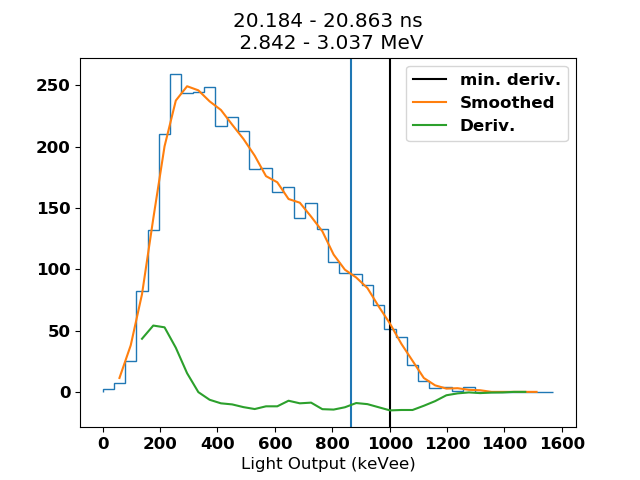 20.184 - 20.863 ns
2.842 - 3.037 MeV
250
200
150
100
50
0
min. deriv.
Smoothed
Deriv.
0 200 400 600 800 1000 1200 1400 1600
Light Output (keVee)